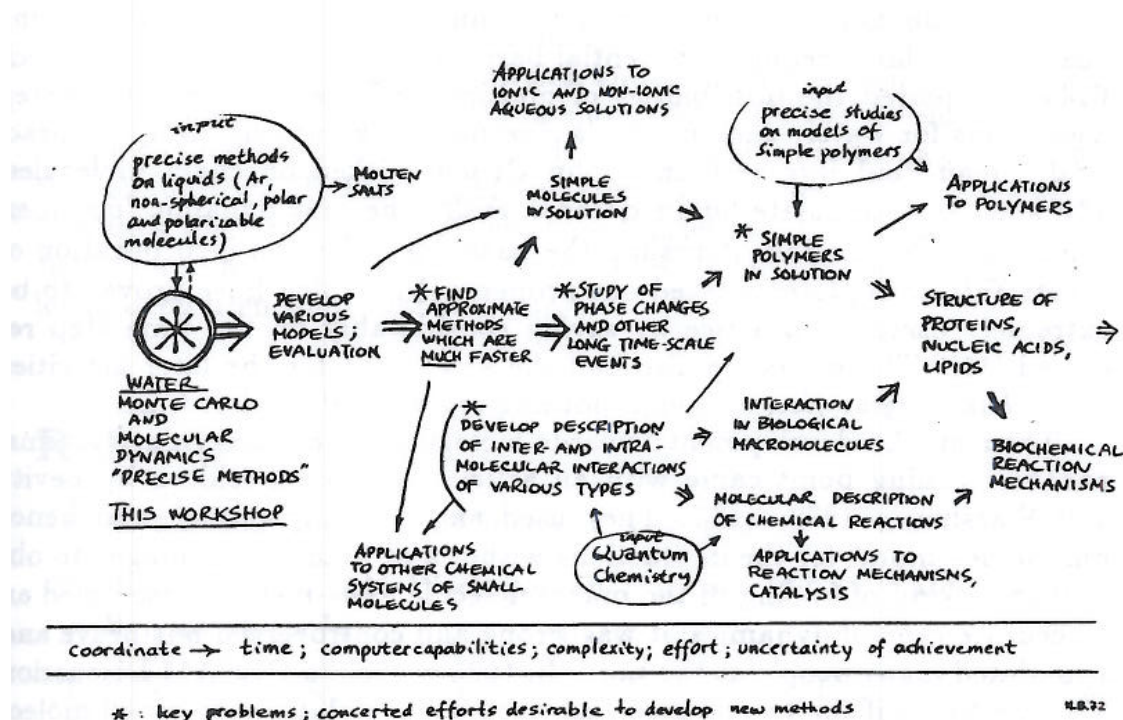 APPLICATIONS TO
IONIC AND NON-IONIC
AQUEOUS SOLUTIONS
input
precise methods
on liquids (Ar,
non-spherical, polar
and polarizable
molecules)
MOLTEN
SALTS
SIMPLE
MOLECULES
IN SOLUTION
input
precise studies
on models of
Simple polymers
APPLICATIONS
TO POLYMERS
* SIMPLE
POLYMERS
IN SOLUTION
*
WATER
MONTE CARLO
AND
MOLECULAR
DYNAMICS
"PRECISE METHODS"
THIS WORKSHOP
DEVELOP
VARIOUS
MODELS;
EVALUATION
* FIND
APPROXIMATE
METHODS
WHICH ARE
MUCH FASTER
* STUDY OF
PHASE CHANGES
AND OTHER
LONG TIME-SCALE
EVENTS
STRUCTURE OF
PROTEINS,
NUCLEIC ACIDS,
LIPIDS
*
DEVELOP DESCRIPTION
OF INTER- AND INTRA-
MOLECULAR INTERACTIONS
OF VARIOUS TYPES
INTERACTION
IN BIOLOGICAL
MACROMOLECULES
BIOCHEMICAL
REACTION
MECHANISMS
MOLECULAR DESCRIPTION
OF CHEMICAL REACTIONS
input
Quantum
Chemistry
APPLICATIONS
TO OTHER CHEMICAL
SYSTEMS OF SMALL
MOLECULES
APPLICATIONS TO
REACTION MECHANISMS,
CATALYSIS
coordinate → time; computercapabilities; complexity; effort; uncertainty of achievement
* : key problems; concerted efforts desirable to develop new methods